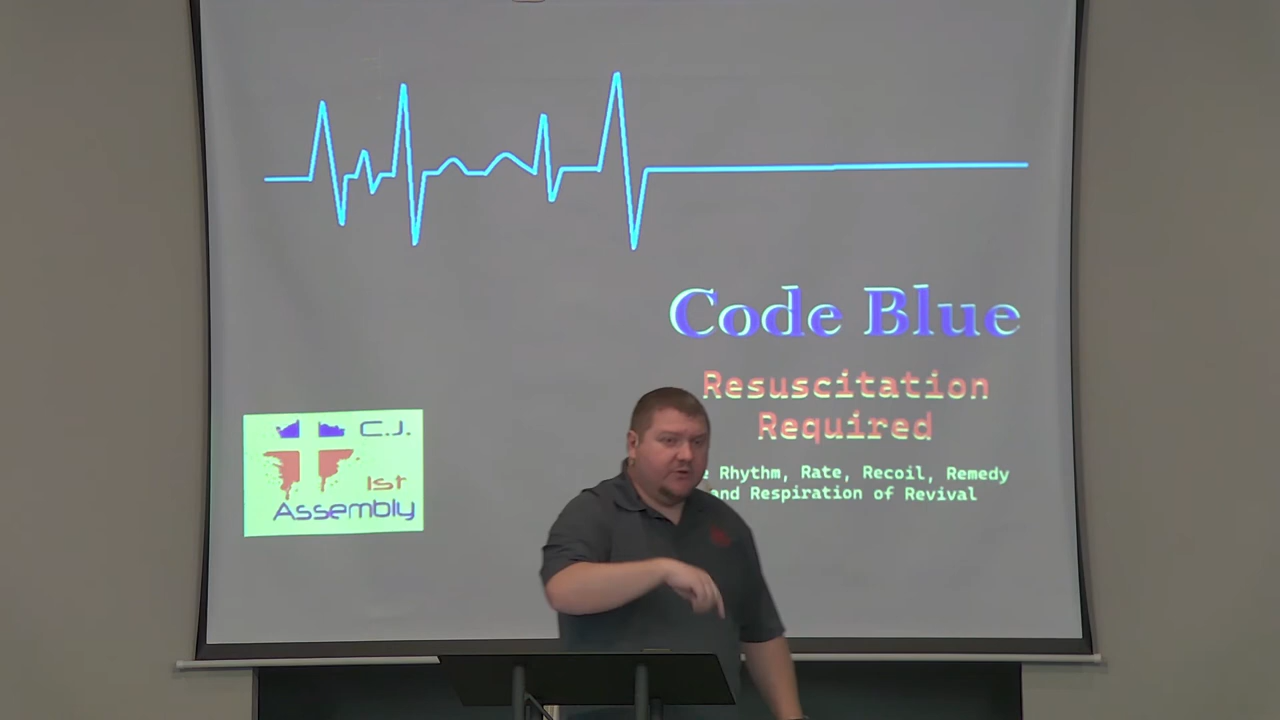 Code Blue
Resuscitation
Required
Rhythm, Rate, Recoil, Remedy
and Respiration of Revival
C.J.
1st
Assembly